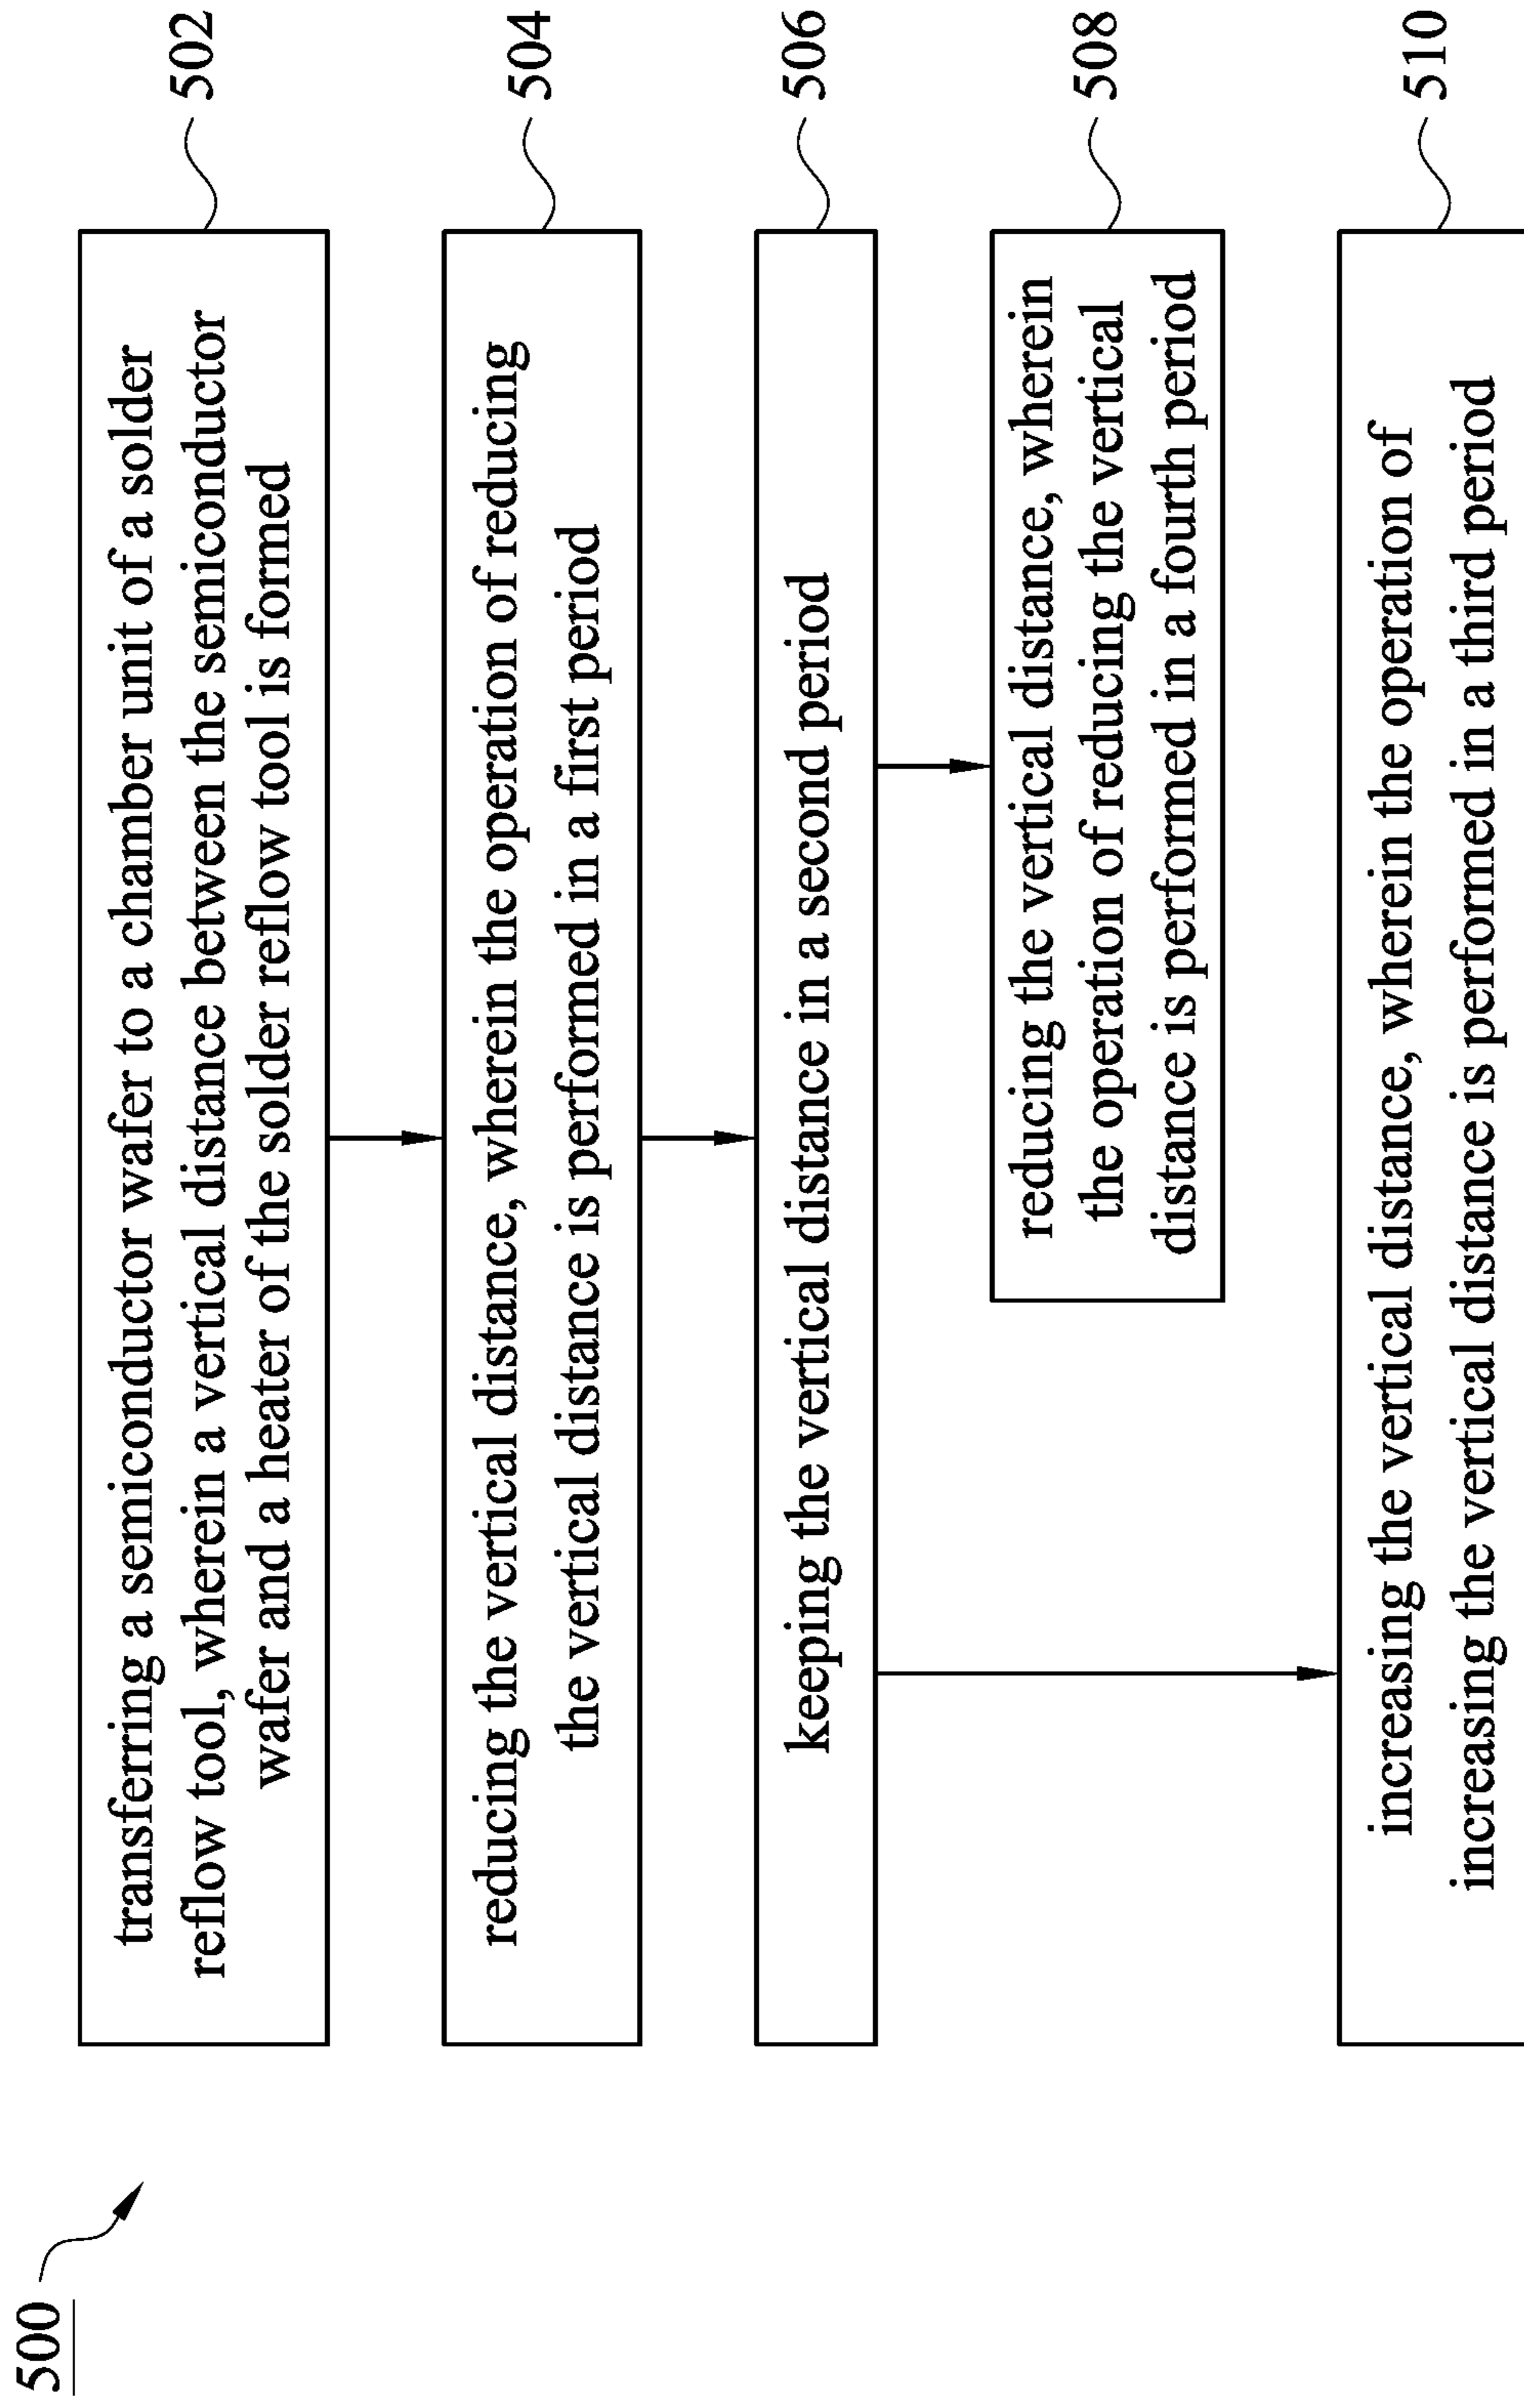 500
transferring a semiconductor wafer to a chamber unit of a solder
reflow tool, wherein a vertical distance between the semiconductor
wafer and a heater of the solder reflow tool is formed
502
reducing the vertical distance, wherein the operation of reducing
the vertical distance is performed in a first period
504
keeping the vertical distance in a second period
506
reducing the vertical distance, wherein
the operation of reducing the vertical
distance is performed in a fourth period
508
increasing the vertical distance, wherein the operation of
increasing the vertical distance is performed in a third period
510